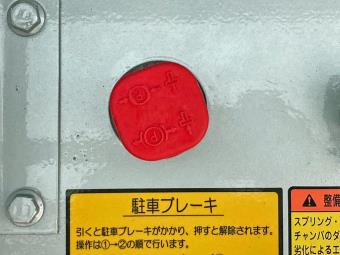 駐車ブレーキ
引くと駐車ブレーキがかかり、押すと解除されます。
操作は①→②の順で行います。
整備
スプリング・
チャンバのダ
劣化によるエ